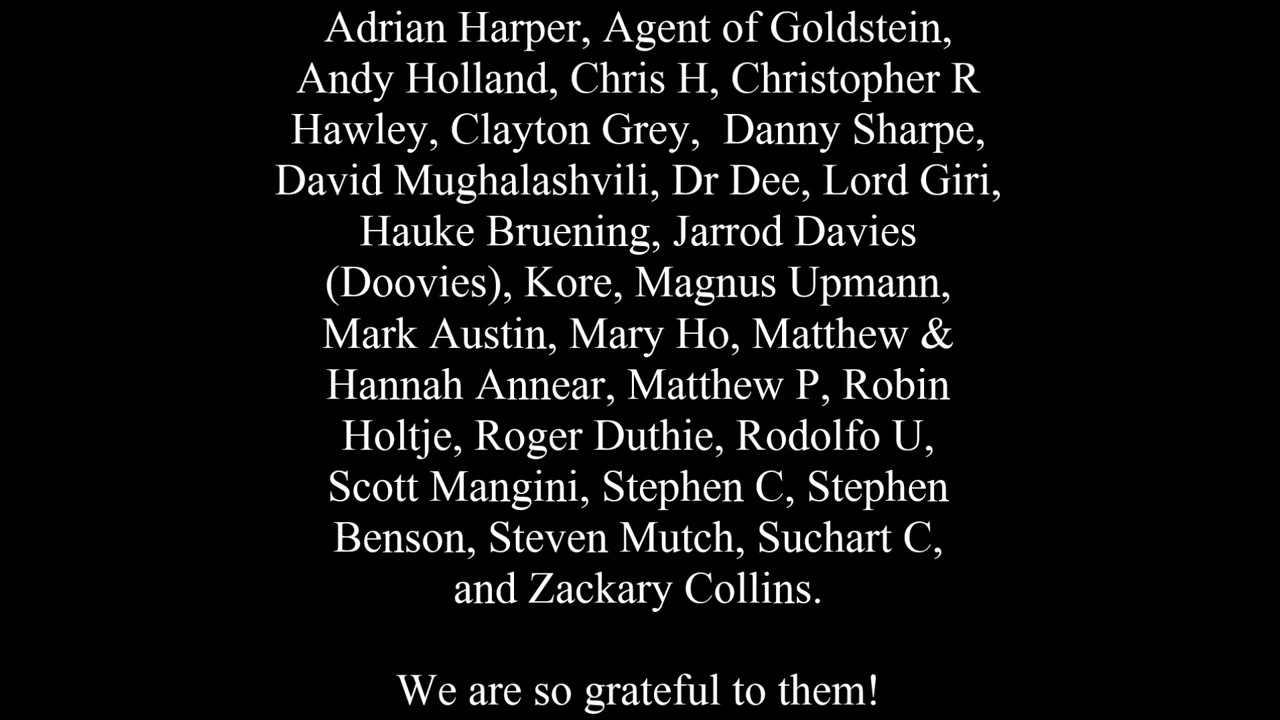 Adrian Harper, Agent of Goldstein,
Andy Holland, Chris H, Christopher R
Hawley, Clayton Grey,  Danny Sharpe,
David Mughalashvili, Dr Dee, Lord Giri,
Hauke Bruening, Jarrod Davies
(Doovies), Kore, Magnus Upmann,
Mark Austin, Mary Ho, Matthew &
Hannah Annear, Matthew P, Robin
Holtje, Roger Duthie, Rodolfo U,
Scott Mangini, Stephen C, Stephen
Benson, Steven Mutch, Suchart C,
and Zackary Collins.
We are so grateful to them!